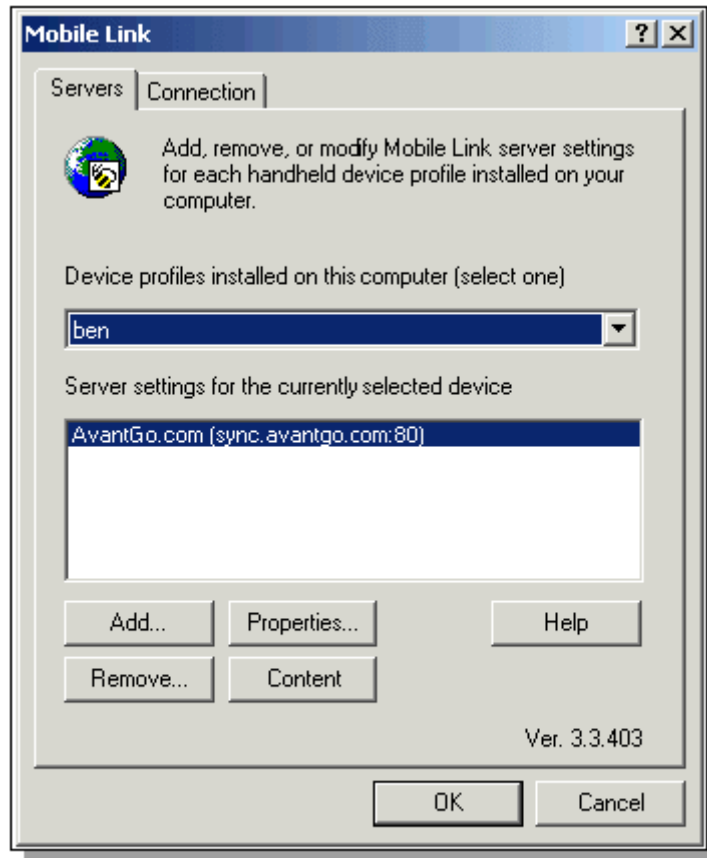 Mobile Link
Servers
Connection
Add, remove, or modify Mobile Link server settings
for each handheld device profile installed on your
computer.
Device profiles installed on this computer (select one)
ben
Server settings for the currently selected device
AvantGo.com (sync.avantgo.com:80)
Add...
Properties...
Help
Remove...
Content
Ver. 3.3.403
OK
Cancel